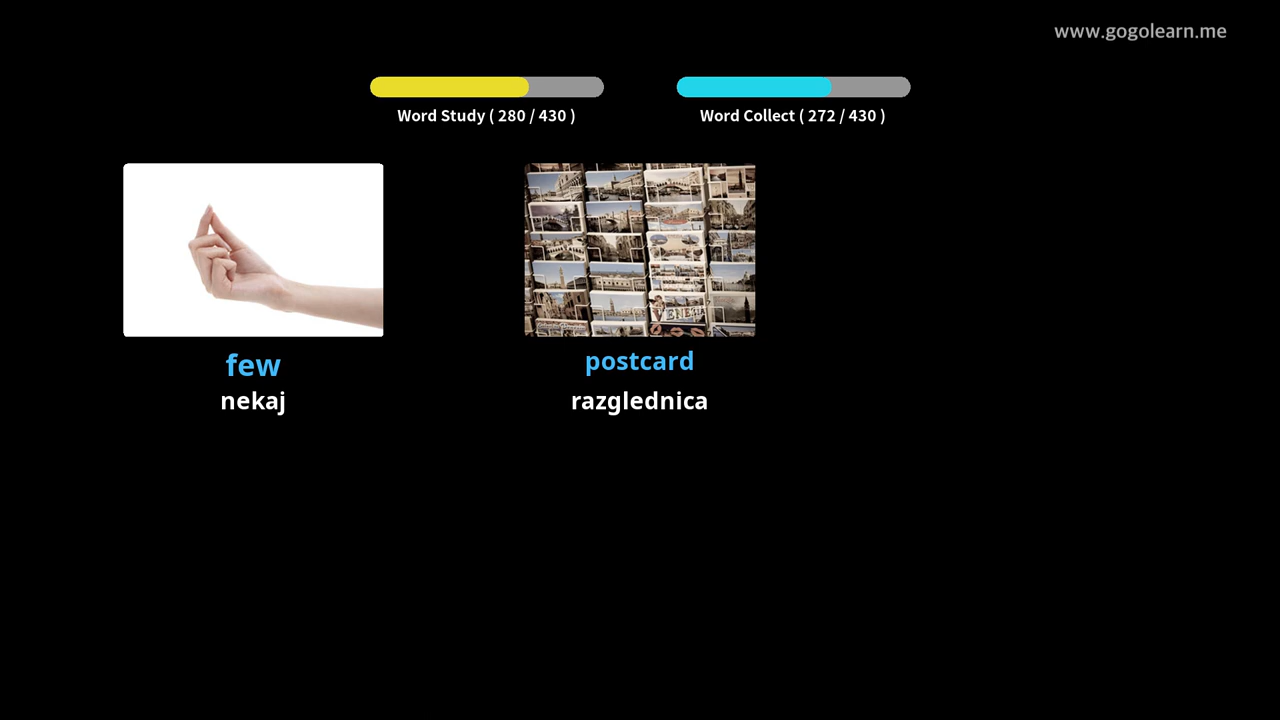 www.gogolearn.me
Word Study ( 280 / 430 )
Word Collect ( 272 / 430 )
few
nekaj
postcard
razglednica